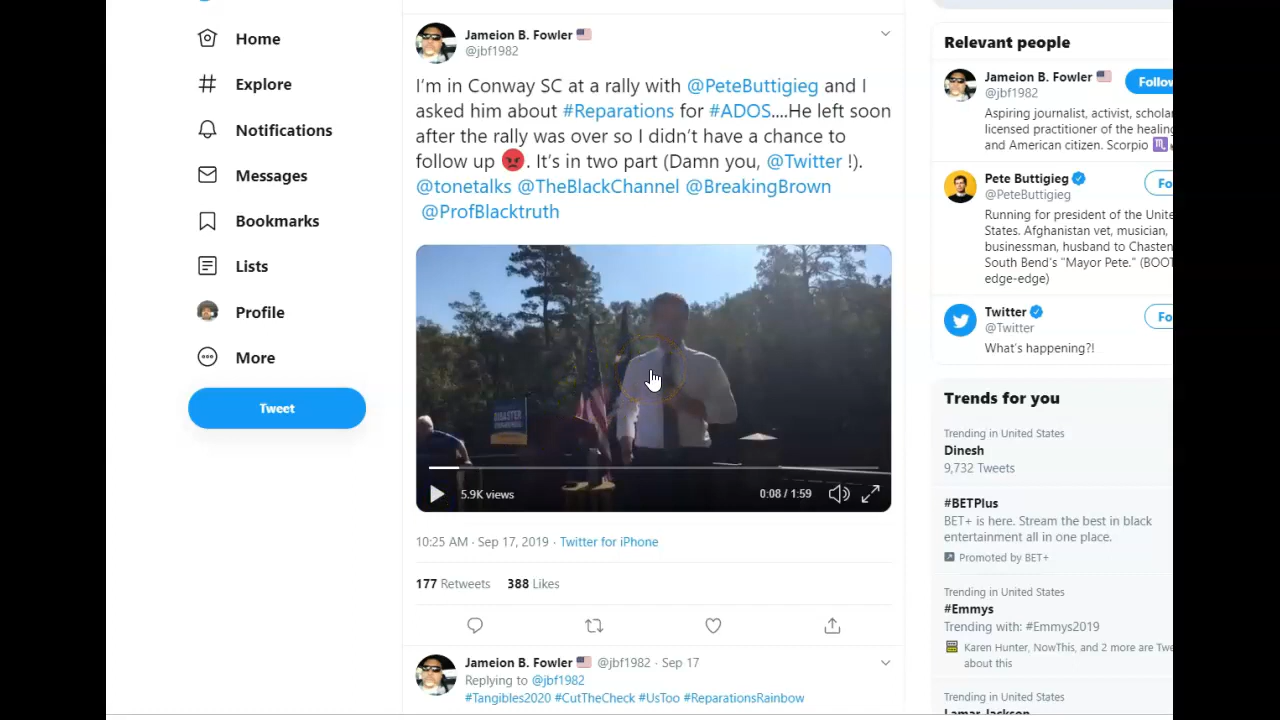 Home
Explore
Notifications
Messages
Bookmarks
Lists
Profile
More
Tweet
Jameion B. Fowler
@jbf1982
I'm in Conway SC at a rally with @PeteButtigieg and I
asked him about #Reparations for #ADOS....He left soon
after the rally was over so I didn't have a chance to
follow up 😡. It's in two part (Damn you, @Twitter !).
@tonetalks @TheBlackChannel @BreakingBrown
@ProfBlacktruth
5.9K views
0:08 / 1:59
10:25 AM · Sep 17, 2019 · Twitter for iPhone
177 Retweets 388 Likes
Jameion B. Fowler @jbf1982 · Sep 17
Replying to @jbf1982
#Tangibles2020 #CutTheCheck #UsToo #ReparationsRainbow
Relevant people
Jameion B. Fowler
Follow
@jbf1982
Aspiring journalist, activist, schola
licensed practitioner of the healing
and American citizen. Scorpio ♏
Pete Buttigieg
Fo
@PeteButtigieg
Running for president of the Unite
States. Afghanistan vet, musician,
businessman, husband to Chasten
South Bend's "Mayor Pete." (BOOT
edge-edge)
Twitter
Fo
@Twitter
What's happening?!
Trends for you
Trending in United States
Dinesh
9,732 Tweets
#BETPlus
BET+ is here. Stream the best in black
entertainment all in one place.
Promoted by BET+
Trending in United States
#Emmys
Trending with: #Emmys2019
Karen Hunter, NowThis, and 2 more are Twe
about this
Trending in United States
Lamar Jackson